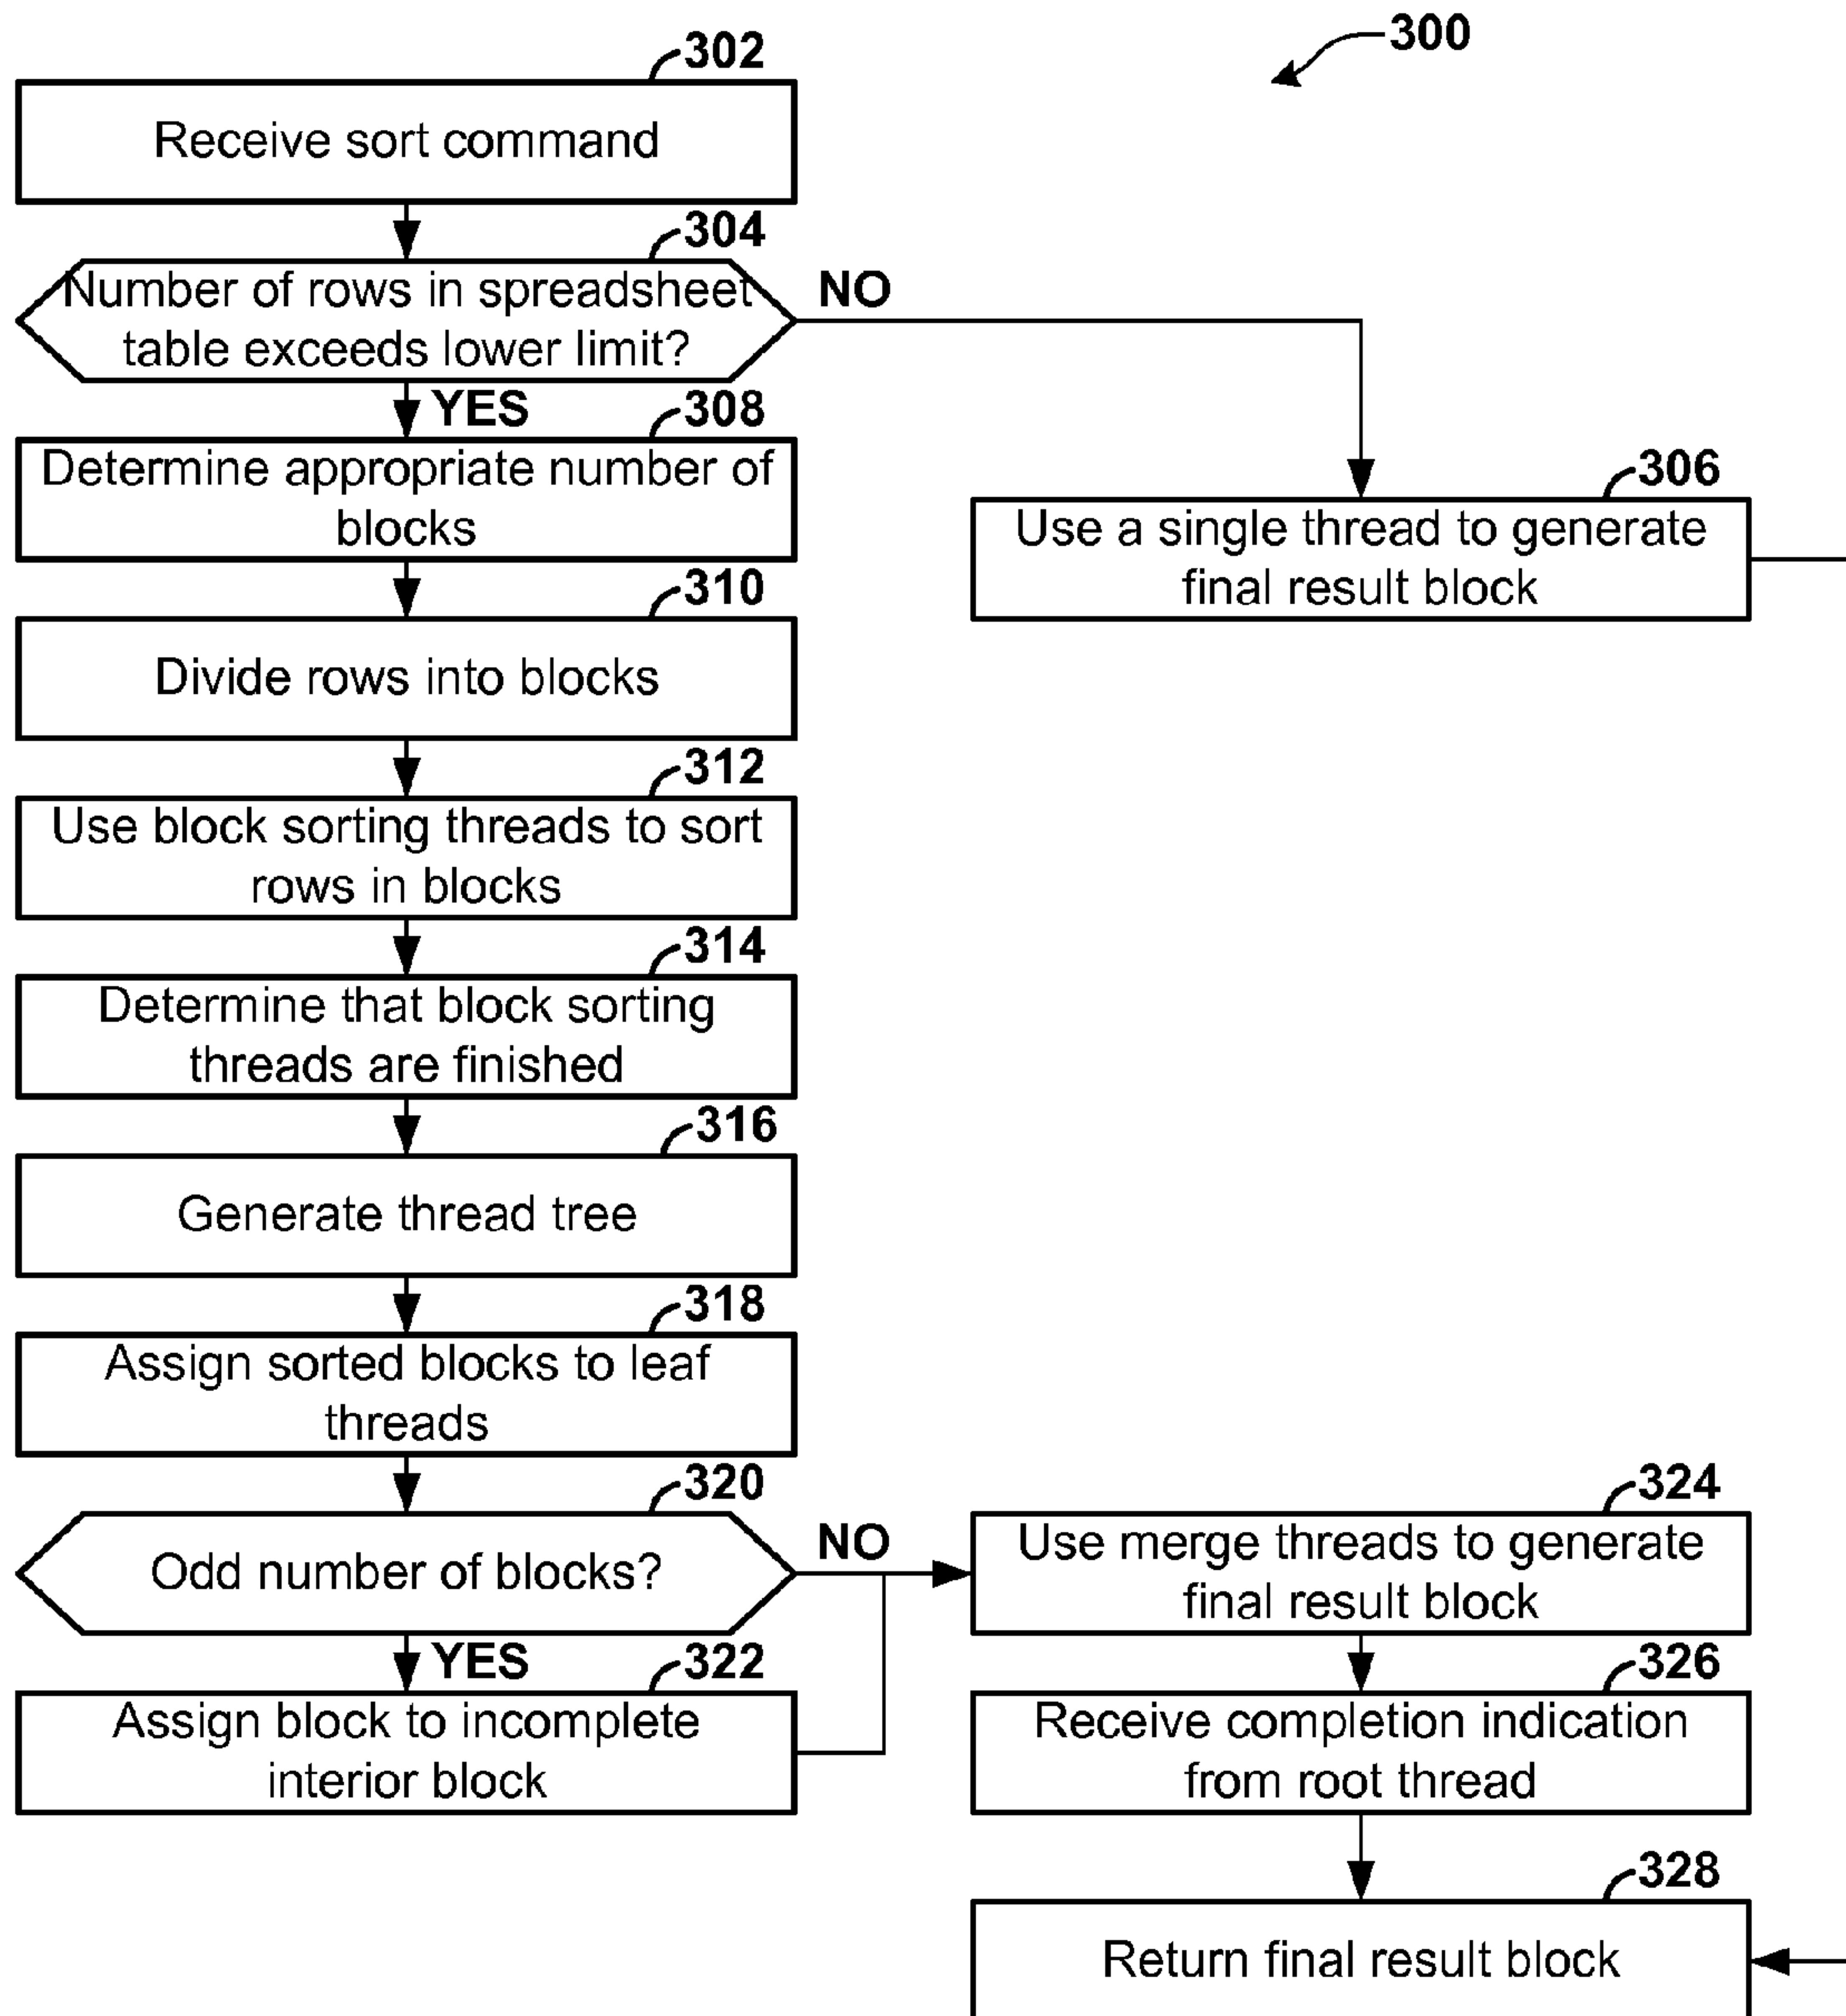 300
302
Receive sort command
304
Number of rows in spreadsheet
table exceeds lower limit?
NO
YES
308
Determine appropriate number of
blocks
306
Use a single thread to generate
final result block
310
Divide rows into blocks
312
Use block sorting threads to sort
rows in blocks
314
Determine that block sorting
threads are finished
316
Generate thread tree
318
Assign sorted blocks to leaf
threads
320
Odd number of blocks?
NO
YES
322
Assign block to incomplete
interior block
324
Use merge threads to generate
final result block
326
Receive completion indication
from root thread
328
Return final result block